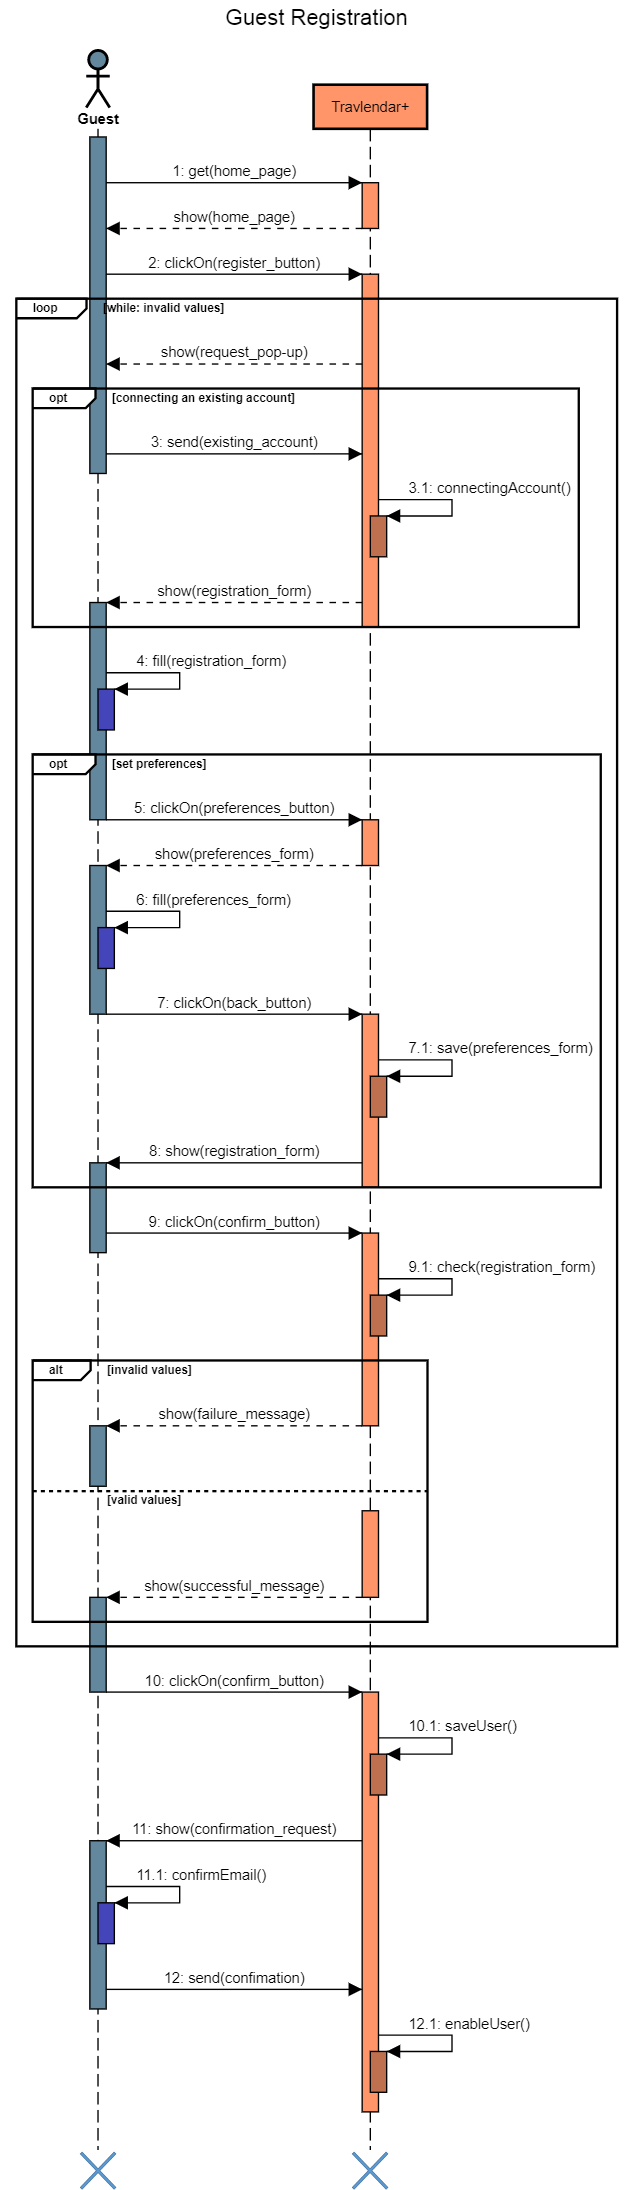 Guest Registration
Guest
Travlendar+
1: get(home_page)
show(home_page)
2: clickOn(register_button)
loop
[while: invalid values]
show(request_pop-up)
opt
[connecting an existing account]
3: send(existing_account)
3.1: connectingAccount()
show(registration_form)
4: fill(registration_form)
opt
[set preferences]
5: clickOn(preferences_button)
show(preferences_form)
6: fill(preferences_form)
7: clickOn(back_button)
7.1: save(preferences_form)
8: show(registration_form)
9: clickOn(confirm_button)
9.1: check(registration_form)
alt
[invalid values]
show(failure_message)
[valid values]
show(successful_message)
10: clickOn(confirm_button)
10.1: saveUser()
11: show(confirmation_request)
11.1: confirmEmail()
12: send(confimation)
12.1: enableUser()